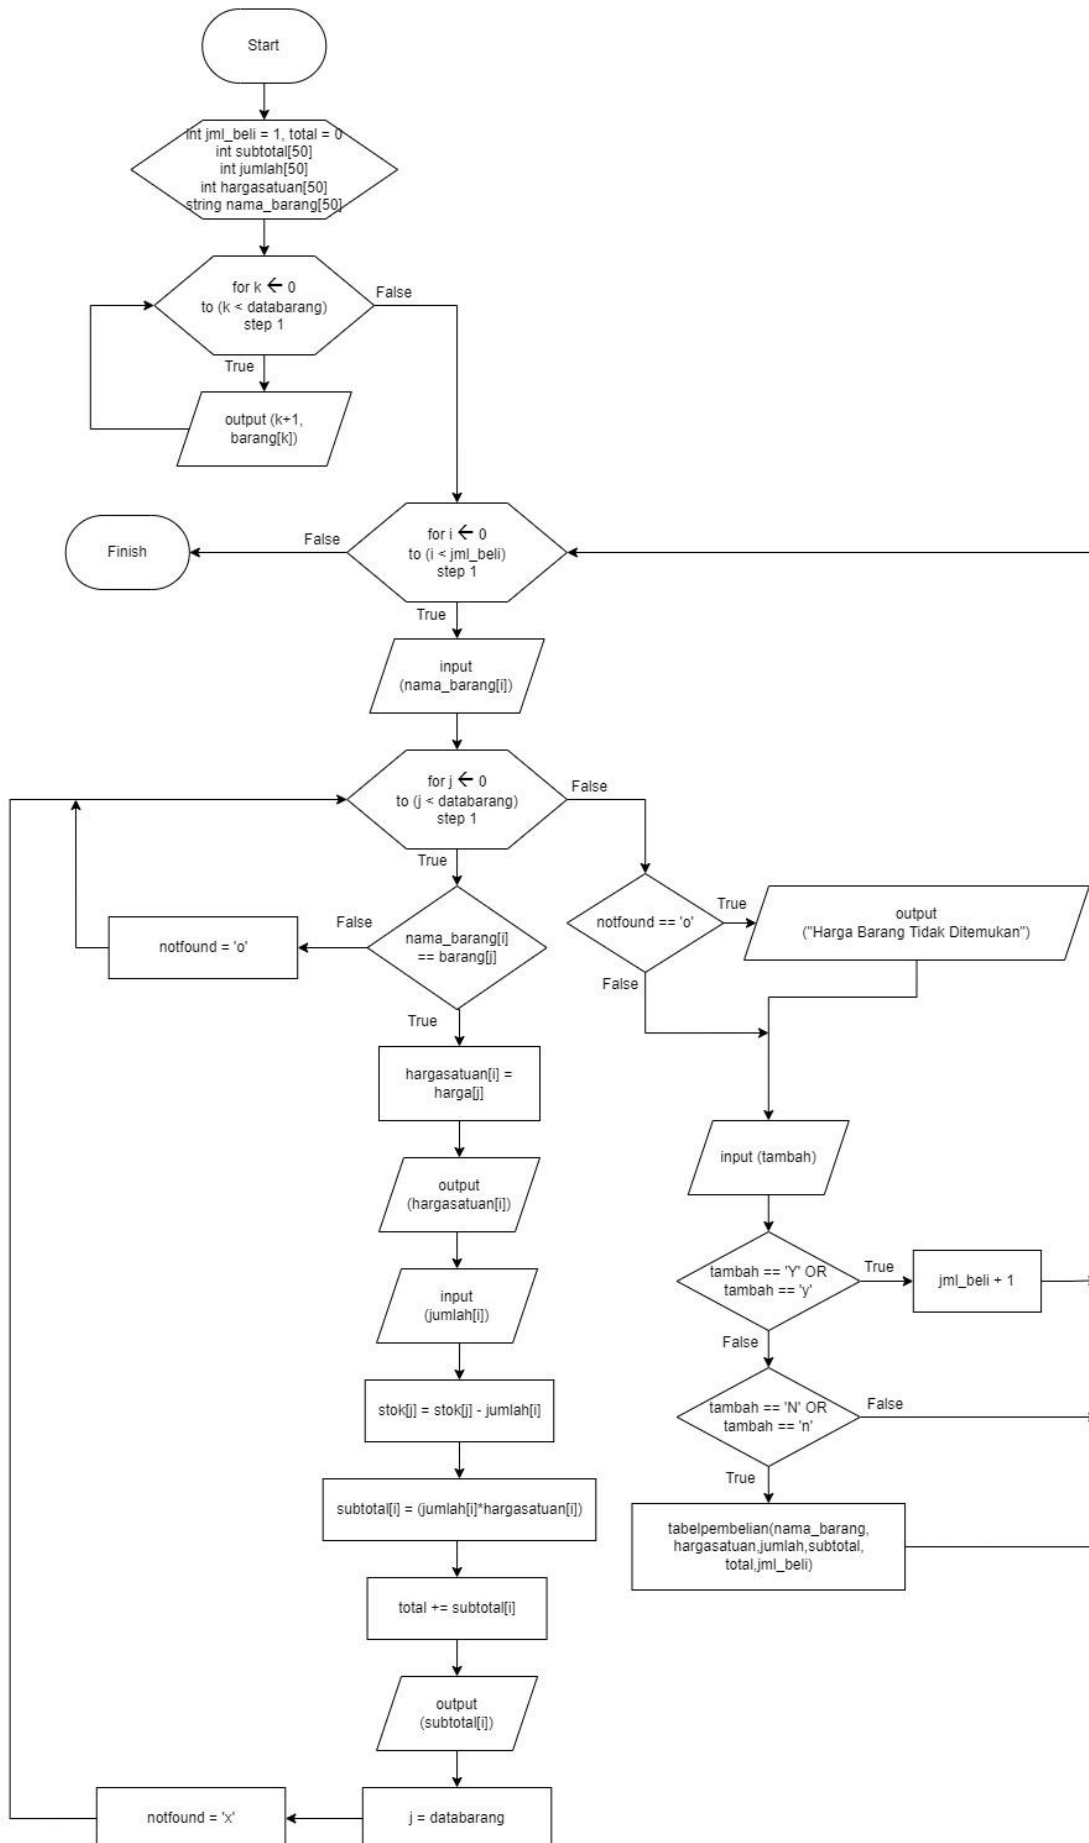 Start
int jml_beli = 1, total = 0
int subtotal[50]
int jumlah[50]
int hargasatuan[50]
string nama_barang[50]
for k ← 0
to (k < databarang)
step 1
False
True
output (k+1,
barang[k])
for i ← 0
to (i < jml_beli)
step 1
False
Finish
True
input
(nama_barang[i])
for j ← 0
to (j < databarang)
step 1
False
True
nama_barang[i]
== barang[j]
False
notfound = 'o'
True
hargasatuan[i] =
harga[j]
output
(hargasatuan[i])
input
(jumlah[i])
stok[j] = stok[j] - jumlah[i]
subtotal[i] = (jumlah[i]*hargasatuan[i])
total += subtotal[i]
output
(subtotal[i])
j = databarang
notfound = 'x'
notfound == 'o'
True
output
("Harga Barang Tidak Ditemukan")
False
input (tambah)
tambah == 'Y' OR
tambah == 'y'
True
jml_beli + 1
False
tambah == 'N' OR
tambah == 'n'
False
True
tabelpembelian(nama_barang,
hargasatuan,jumlah,subtotal,
total,jml_beli)